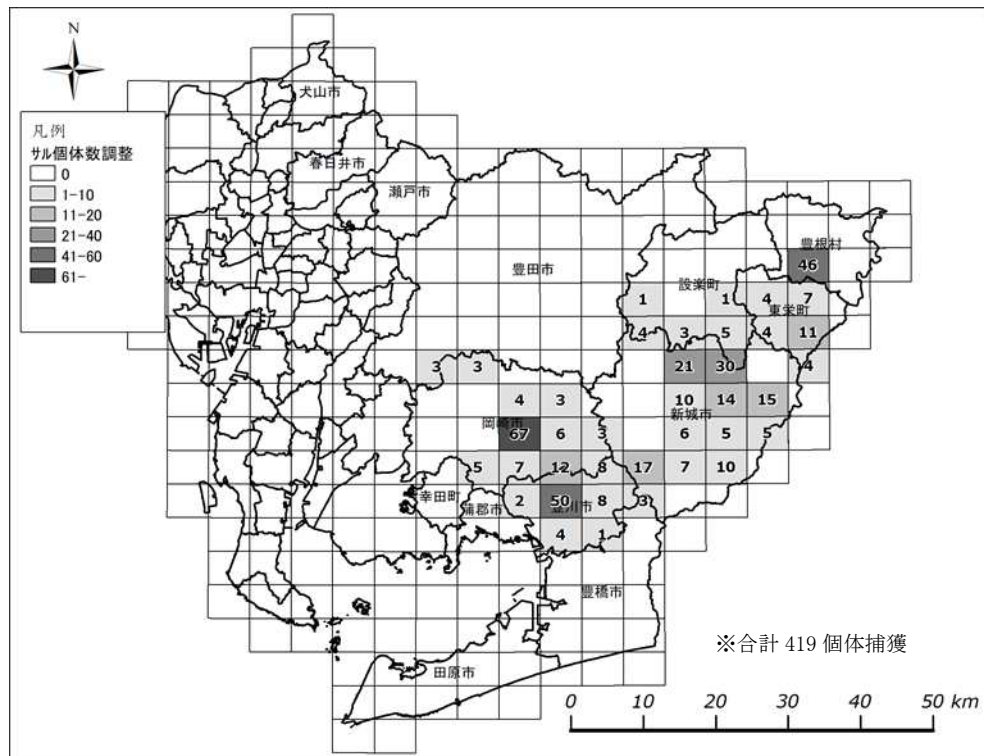 N
犬山市
凡例
サル個体数調整
0
1-10
11-20
21-40
41-60
61-
春日井市
瀬戸市
豊根村
豊田市
46
設楽町
1 1 4 7
東栄町
4 3 5 4 11
3 3 21 30 4
4 3 10 14 15
新城市
岡崎市
67 6 3 6 5 5
5 7 12 8 17 7 10
幸田町
蒲郡市
2 50 8 3
豊川市
4 1
豊橋市
※合計 419 個体捕獲
田原市
0 10 20 30 40 50 km